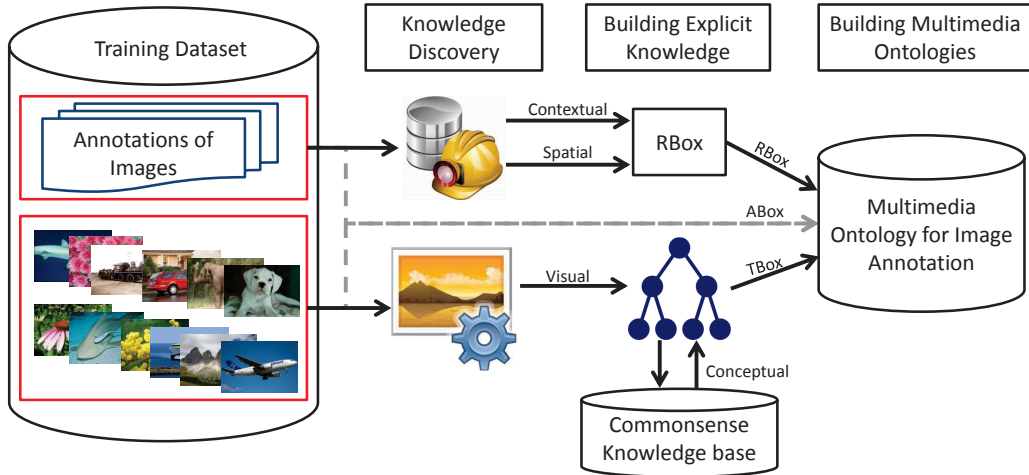 Training Dataset
Knowledge
Discovery
Building Explicit
Knowledge
Building Multimedia
Ontologies
Annotations of
Images
Contextual
Spatial
RBox
RBox
ABox
Multimedia
Ontology for Image
Annotation
Visual
TBox
Conceptual
Commonsense
Knowledge base